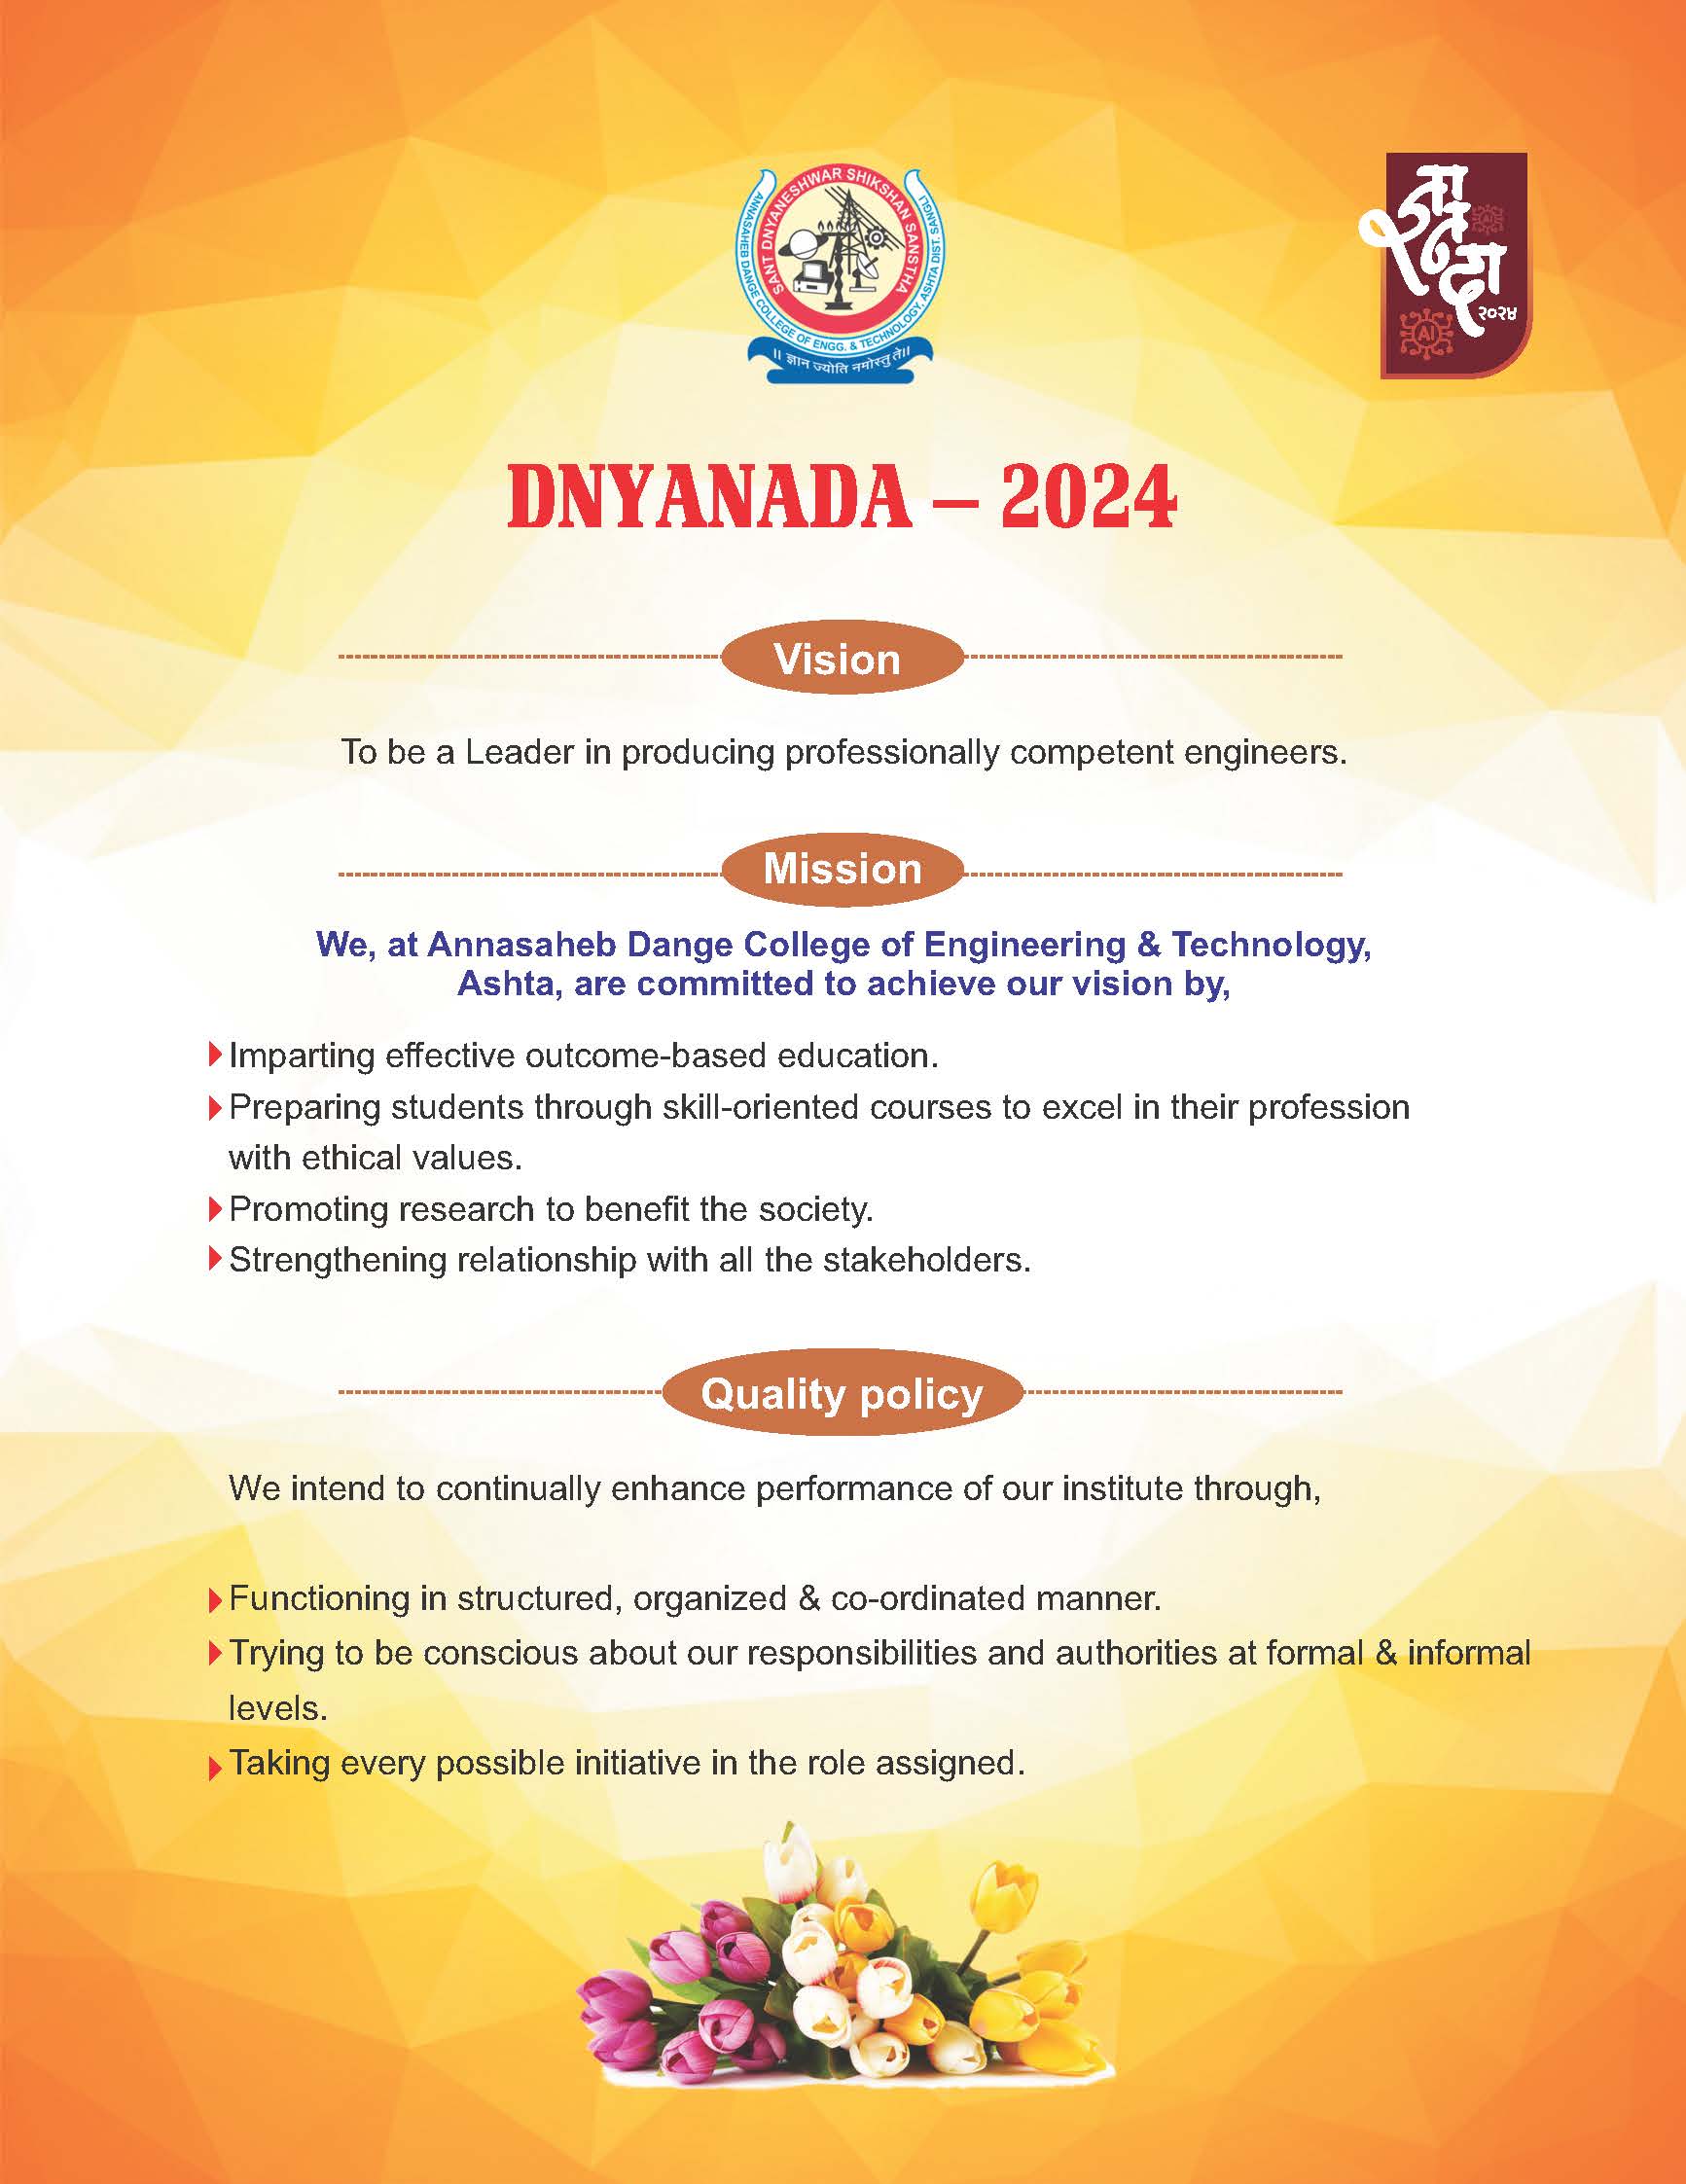 SANT DNYANESHWAR SHIKSHAN SANSTHA
ANNASAHEB DANGE COLLEGE OF ENGG. & TECHNOLOGY, ASHTA DIST. SANGLI
॥ ज्ञान ज्योति नमोस्तु ते॥
२०२४
AI
AI
DNYANADA – 2024
Vision
To be a Leader in producing professionally competent engineers.
Mission
We, at Annasaheb Dange College of Engineering & Technology,
Ashta, are committed to achieve our vision by,
Imparting effective outcome-based education.
Preparing students through skill-oriented courses to excel in their profession
with ethical values.
Promoting research to benefit the society.
Strengthening relationship with all the stakeholders.
Quality policy
We intend to continually enhance performance of our institute through,
Functioning in structured, organized & co-ordinated manner.
Trying to be conscious about our responsibilities and authorities at formal & informal
levels.
Taking every possible initiative in the role assigned.